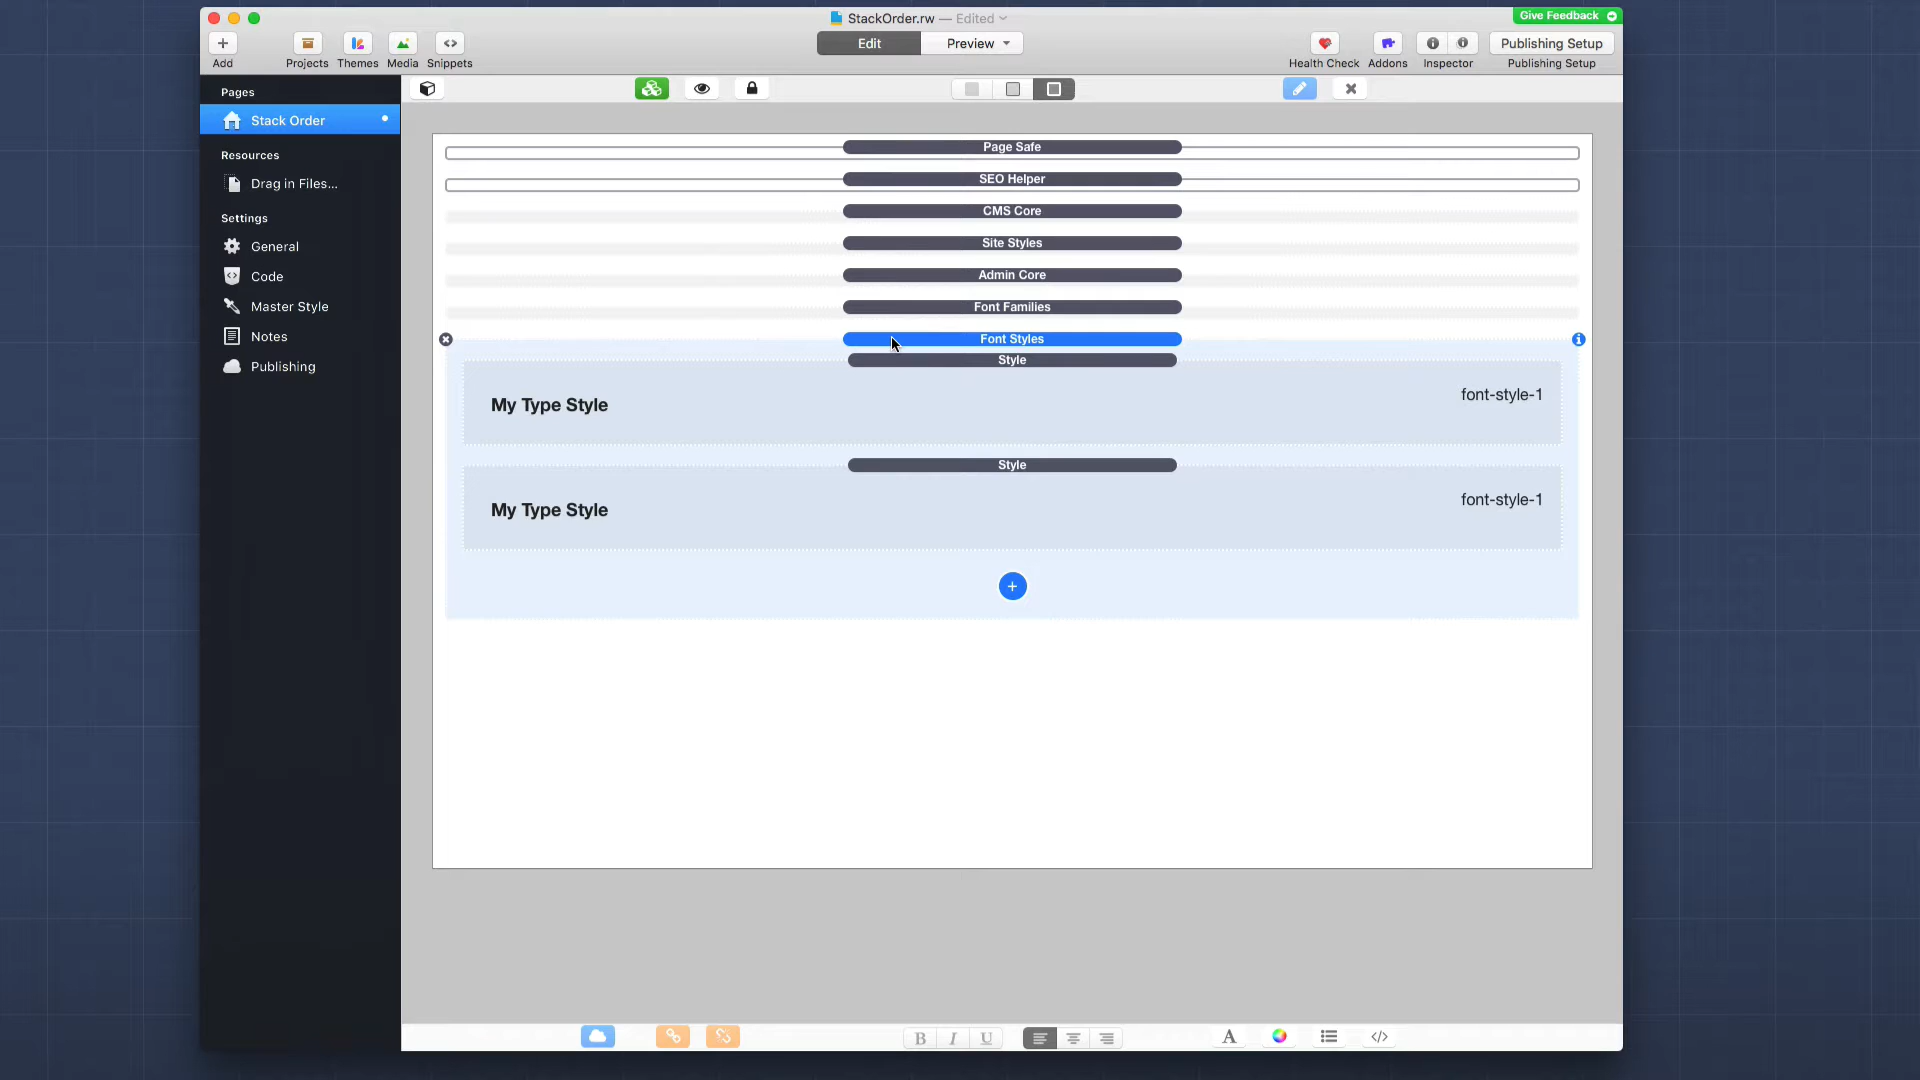 StackOrder.rw — Edited
Give Feedback
Edit
Preview
Add
Projects
Themes
Media
Snippets
Health Check
Addons
Inspector
Publishing Setup
Publishing Setup
Pages
Stack Order
Resources
Drag in Files...
Settings
General
Code
Master Style
Notes
Publishing
Page Safe
SEO Helper
CMS Core
Site Styles
Admin Core
Font Families
Font Styles
Style
My Type Style
font-style-1
Style
My Type Style
font-style-1
B I U
A